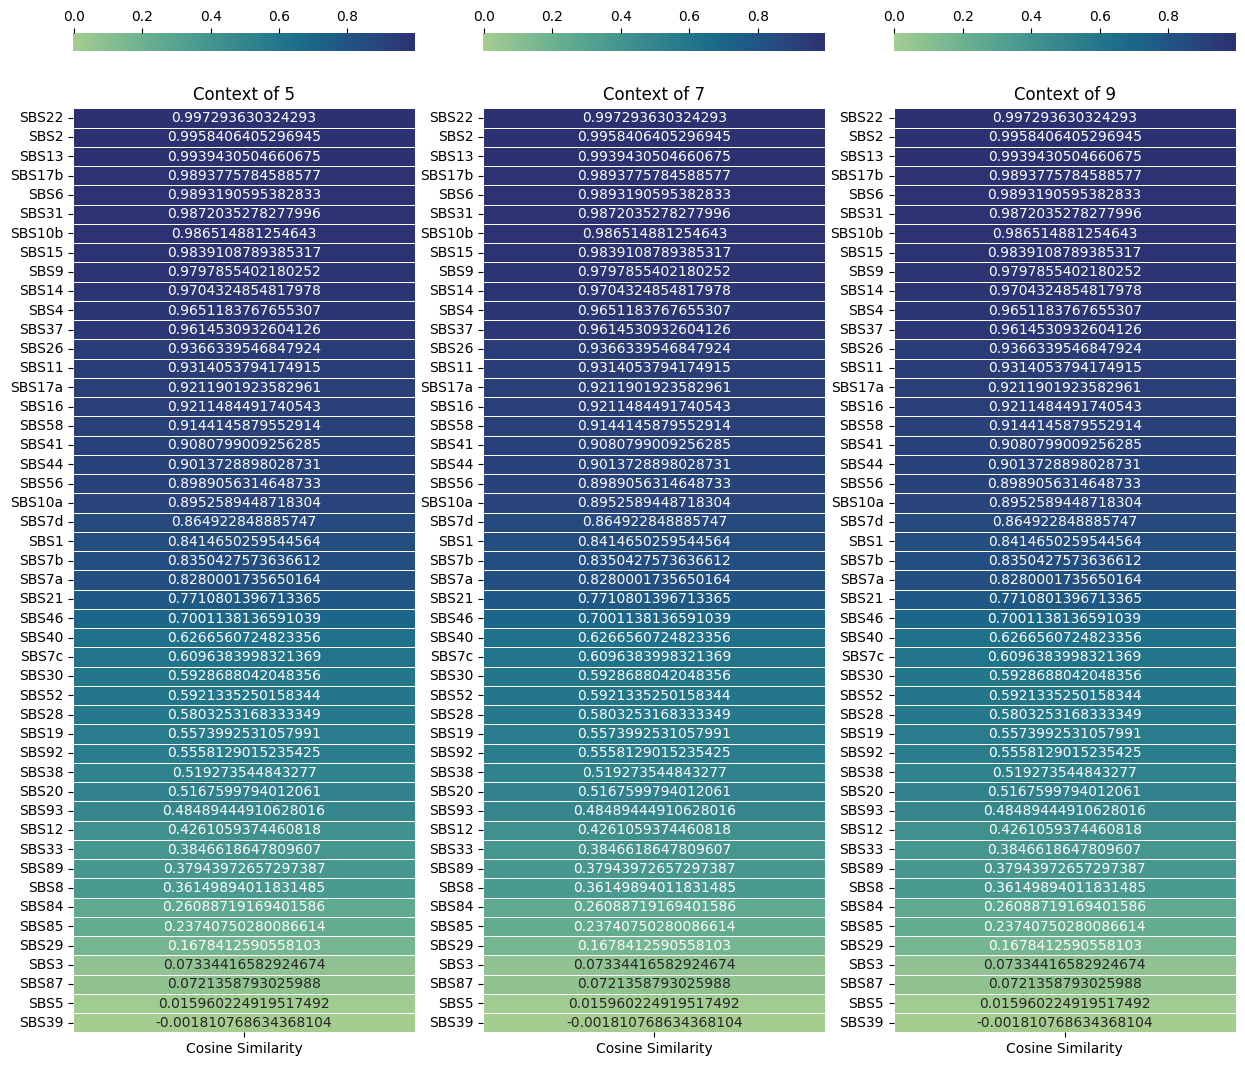 0.0 0.2 0.4 0.6 0.8 0.0 0.2 0.4 0.6 0.8 0.0 0.2 0.4 0.6 0.8
Context of 5 Context of 7 Context of 9
SBS22 0.997293630324293 SBS22 0.997293630324293 SBS22 0.997293630324293
SBS2 0.9958406405296945 SBS2 0.9958406405296945 SBS2 0.9958406405296945
SBS13 0.9939430504660675 SBS13 0.9939430504660675 SBS13 0.9939430504660675
SBS17b 0.9893775784588577 SBS17b 0.9893775784588577 SBS17b 0.9893775784588577
SBS6 0.9893190595382833 SBS6 0.9893190595382833 SBS6 0.9893190595382833
SBS31 0.9872035278277996 SBS31 0.9872035278277996 SBS31 0.9872035278277996
SBS10b 0.986514881254643 SBS10b 0.986514881254643 SBS10b 0.986514881254643
SBS15 0.9839108789385317 SBS15 0.9839108789385317 SBS15 0.9839108789385317
SBS9 0.9797855402180252 SBS9 0.9797855402180252 SBS9 0.9797855402180252
SBS14 0.9704324854817978 SBS14 0.9704324854817978 SBS14 0.9704324854817978
SBS4 0.9651183767655307 SBS4 0.9651183767655307 SBS4 0.9651183767655307
SBS37 0.9614530932604126 SBS37 0.9614530932604126 SBS37 0.9614530932604126
SBS26 0.9366339546847924 SBS26 0.9366339546847924 SBS26 0.9366339546847924
SBS11 0.9314053794174915 SBS11 0.9314053794174915 SBS11 0.9314053794174915
SBS17a 0.9211901923582961 SBS17a 0.9211901923582961 SBS17a 0.9211901923582961
SBS16 0.9211484491740543 SBS16 0.9211484491740543 SBS16 0.9211484491740543
SBS58 0.9144145879552914 SBS58 0.9144145879552914 SBS58 0.9144145879552914
SBS41 0.9080799009256285 SBS41 0.9080799009256285 SBS41 0.9080799009256285
SBS44 0.9013728898028731 SBS44 0.9013728898028731 SBS44 0.9013728898028731
SBS56 0.8989056314648733 SBS56 0.8989056314648733 SBS56 0.8989056314648733
SBS10a 0.8952589448718304 SBS10a 0.8952589448718304 SBS10a 0.8952589448718304
SBS7d 0.864922848885747 SBS7d 0.864922848885747 SBS7d 0.864922848885747
SBS1 0.8414650259544564 SBS1 0.8414650259544564 SBS1 0.8414650259544564
SBS7b 0.8350427573636612 SBS7b 0.8350427573636612 SBS7b 0.8350427573636612
SBS7a 0.8280001735650164 SBS7a 0.8280001735650164 SBS7a 0.8280001735650164
SBS21 0.7710801396713365 SBS21 0.7710801396713365 SBS21 0.7710801396713365
SBS46 0.7001138136591039 SBS46 0.7001138136591039 SBS46 0.7001138136591039
SBS40 0.6266560724823356 SBS40 0.6266560724823356 SBS40 0.6266560724823356
SBS7c 0.6096383998321369 SBS7c 0.6096383998321369 SBS7c 0.6096383998321369
SBS30 0.5928688042048356 SBS30 0.5928688042048356 SBS30 0.5928688042048356
SBS52 0.5921335250158344 SBS52 0.5921335250158344 SBS52 0.5921335250158344
SBS28 0.5803253168333349 SBS28 0.5803253168333349 SBS28 0.5803253168333349
SBS19 0.5573992531057991 SBS19 0.5573992531057991 SBS19 0.5573992531057991
SBS92 0.5558129015235425 SBS92 0.5558129015235425 SBS92 0.5558129015235425
SBS38 0.519273544843277 SBS38 0.519273544843277 SBS38 0.519273544843277
SBS20 0.5167599794012061 SBS20 0.5167599794012061 SBS20 0.5167599794012061
SBS93 0.48489444910628016 SBS93 0.48489444910628016 SBS93 0.48489444910628016
SBS12 0.4261059374460818 SBS12 0.4261059374460818 SBS12 0.4261059374460818
SBS33 0.3846618647809607 SBS33 0.3846618647809607 SBS33 0.3846618647809607
SBS89 0.37943972657297387 SBS89 0.37943972657297387 SBS89 0.37943972657297387
SBS8 0.36149894011831485 SBS8 0.36149894011831485 SBS8 0.36149894011831485
SBS84 0.26088719169401586 SBS84 0.26088719169401586 SBS84 0.26088719169401586
SBS85 0.23740750280086614 SBS85 0.23740750280086614 SBS85 0.23740750280086614
SBS29 0.1678412590558103 SBS29 0.1678412590558103 SBS29 0.1678412590558103
SBS3 0.07334416582924674 SBS3 0.07334416582924674 SBS3 0.07334416582924674
SBS87 0.0721358793025988 SBS87 0.0721358793025988 SBS87 0.0721358793025988
SBS5 0.015960224919517492 SBS5 0.015960224919517492 SBS5 0.015960224919517492
SBS39 -0.001810768634368104 SBS39 -0.001810768634368104 SBS39 -0.001810768634368104
Cosine Similarity Cosine Similarity Cosine Similarity